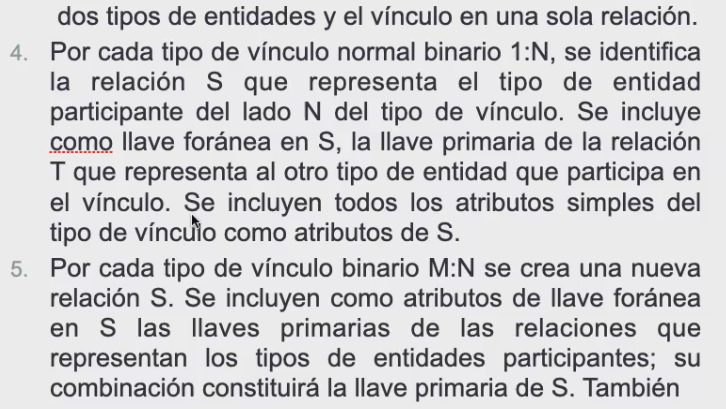 dos tipos de entidades y el vínculo en una sola relación.
4. Por cada tipo de vínculo normal binario 1:N, se identifica
la relación S que representa el tipo de entidad
participante del lado N del tipo de vínculo. Se incluye
como llave foránea en S, la llave primaria de la relación
T que representa al otro tipo de entidad que participa en
el vínculo. Se incluyen todos los atributos simples del
tipo de vínculo como atributos de S.
5. Por cada tipo de vínculo binario M:N se crea una nueva
relación S. Se incluyen como atributos de llave foránea
en S las llaves primarias de las relaciones que
representan los tipos de entidades participantes; su
combinación constituirá la llave primaria de S. También